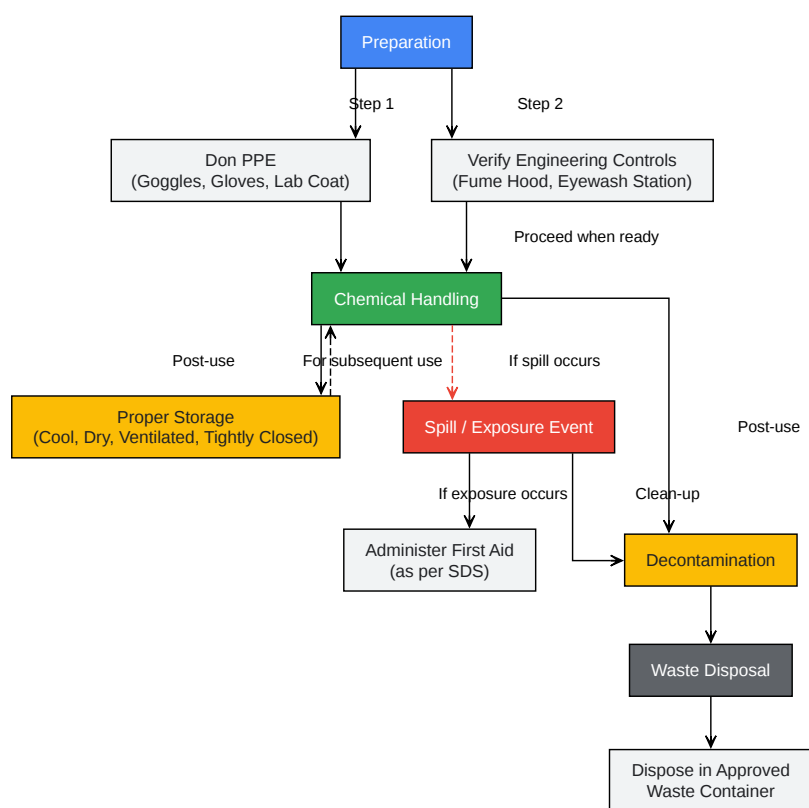 Preparation
Step 1
Step 2
Don PPE
(Goggles, Gloves, Lab Coat)
Verify Engineering Controls
(Fume Hood, Eyewash Station)
Proceed when ready
Chemical Handling
Post-use
For subsequent use
If spill occurs
Proper Storage
(Cool, Dry, Ventilated, Tightly Closed)
Spill / Exposure Event
Post-use
If exposure occurs
Clean-up
Administer First Aid
(as per SDS)
Decontamination
Waste Disposal
Dispose in Approved
Waste Container